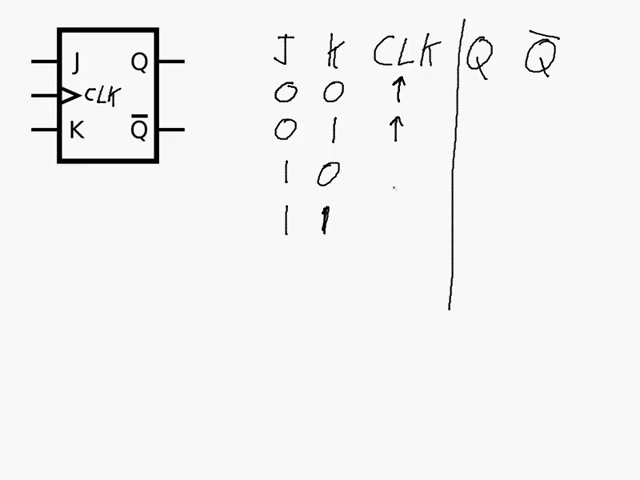 J Q
CLK
K Q̅
J K CLK Q Q̅
0 0 ↑
0 1 ↑
1 0
1 1